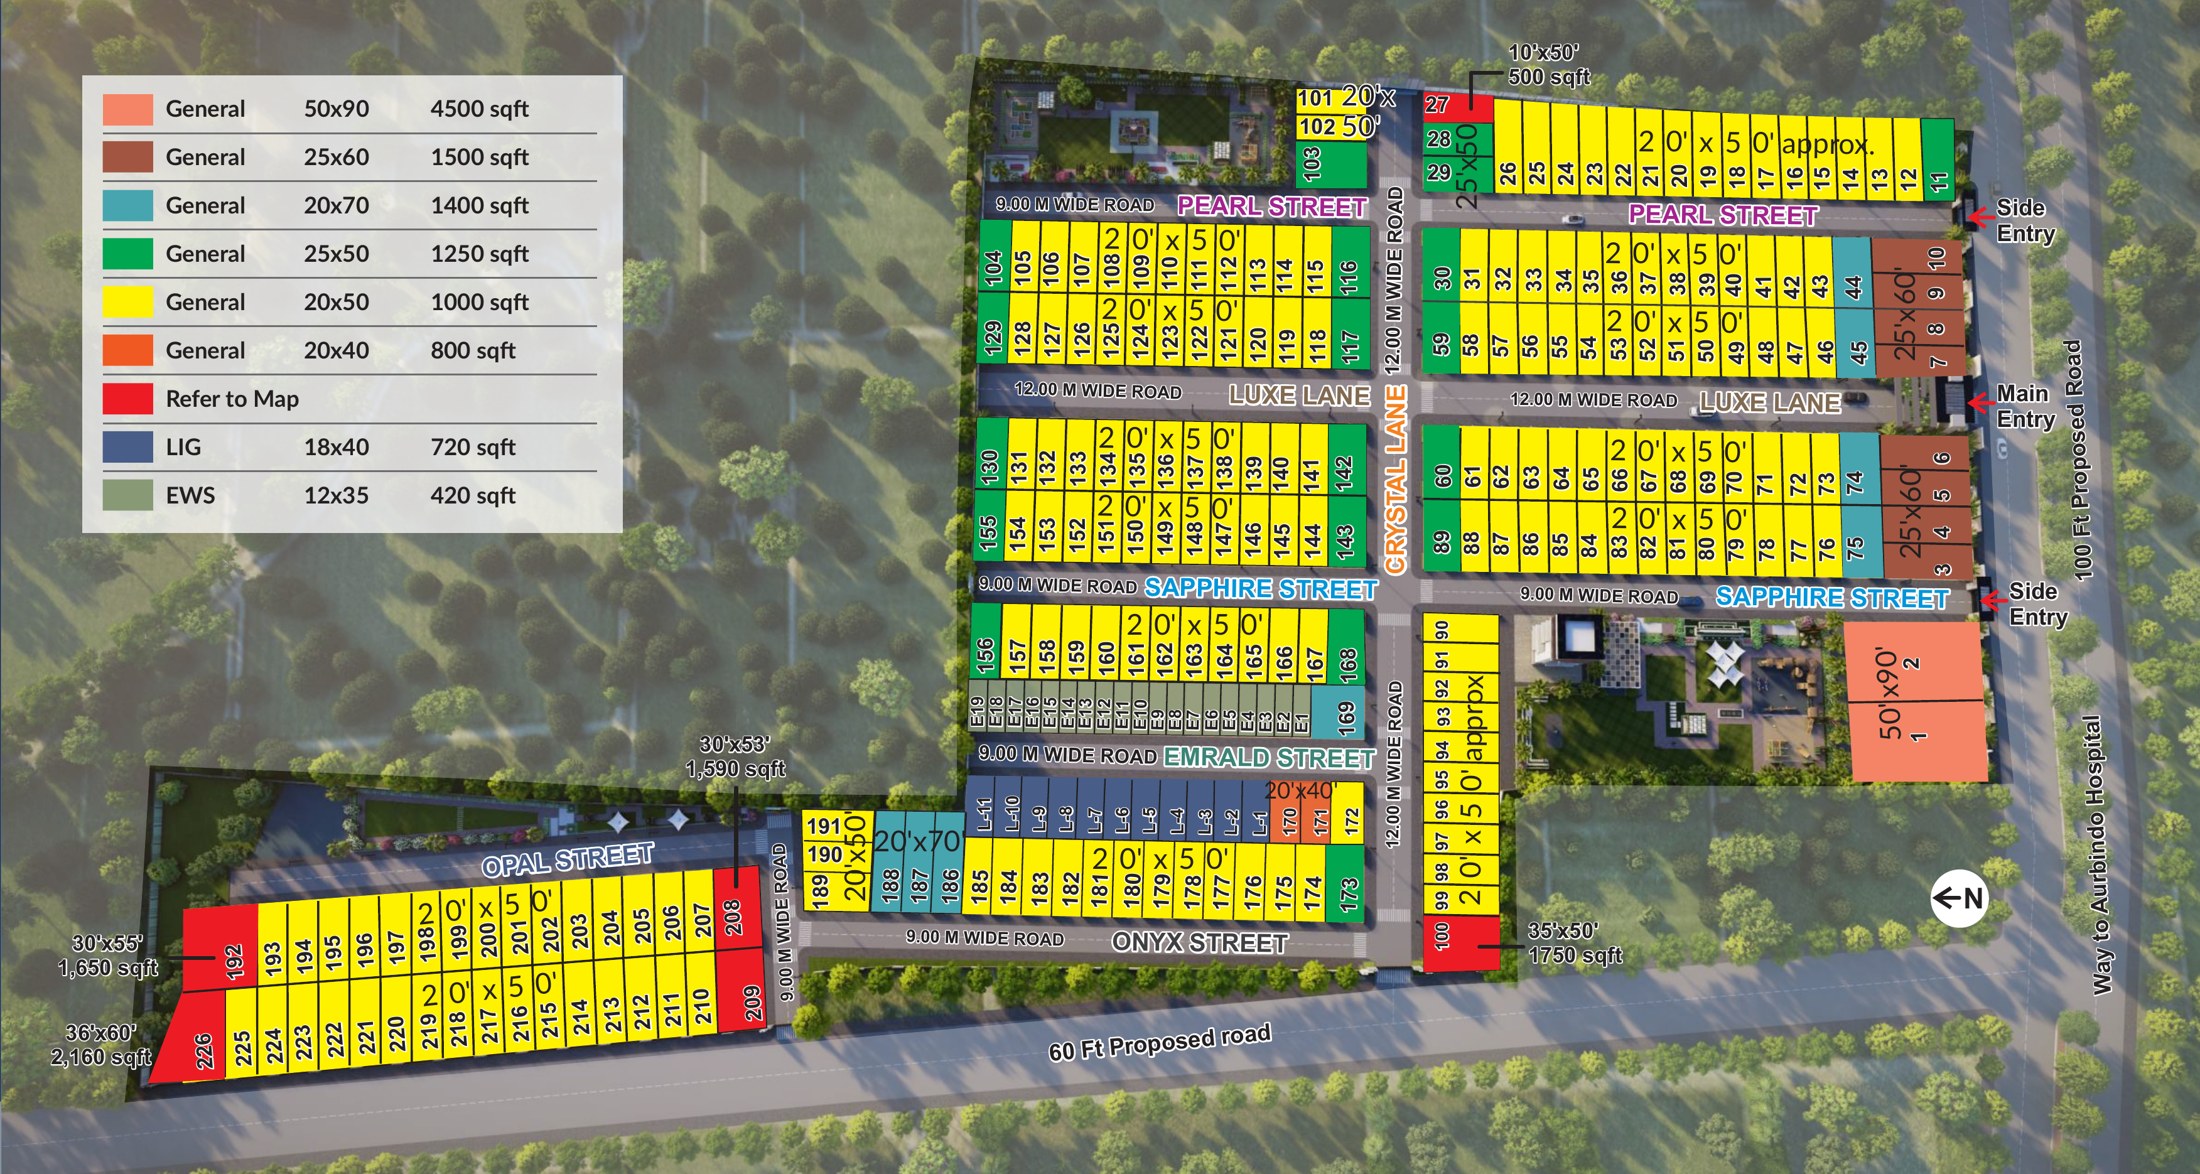 General 50x90 4500 sqft
General 25x60 1500 sqft
General 20x70 1400 sqft
General 25x50 1250 sqft
General 20x50 1000 sqft
General 20x40 800 sqft
Refer to Map
LIG 18x40 720 sqft
EWS 12x35 420 sqft
10'x50'
500 sqft
101 20'x
102 50'
103
27
28
29
25'x50
26 25 24 23 22 21 20 19 18 17 16 15 14 13 12 11
20' x 50' approx.
9.00 M WIDE ROAD PEARL STREET
PEARL STREET
Side
Entry
12.00 M WIDE ROAD
104 105 106 107 108 109 110 111 112 113 114 115 116
20' x 50'
129 128 127 126 125 124 123 122 121 120 119 118 117
20' x 50'
30 31 32 33 34 35 36 37 38 39 40 41 42 43 44
20' x 50'
10
9
8
7
25'x60'
59 58 57 56 55 54 53 52 51 50 49 48 47 46 45
20' x 50'
12.00 M WIDE ROAD LUXE LANE
12.00 M WIDE ROAD LUXE LANE
Main
Entry
CRYSTAL LANE
100 Ft Proposed Road
130 131 132 133 134 135 136 137 138 139 140 141 142
20' x 50'
155 154 153 152 151 150 149 148 147 146 145 144 143
20' x 50'
60 61 62 63 64 65 66 67 68 69 70 71 72 73 74
20' x 50'
6
5
4
3
25'x60'
25'x60'
89 88 87 86 85 84 83 82 81 80 79 78 77 76 75
20' x 50'
9.00 M WIDE ROAD SAPPHIRE STREET
9.00 M WIDE ROAD SAPPHIRE STREET
Side
Entry
156 157 158 159 160 161 162 163 164 165 166 167 168
20' x 50'
E19 E18 E17 E16 E15 E14 E13 E12 E11 E10 E9 E8 E7 E6 E5 E4 E3 E2 E1 169
9.00 M WIDE ROAD EMRALD STREET
12.00 M WIDE ROAD
90
91
92
93
94
95
96
97
98
99
100
20' x 50' approx
50'x90'
2
1
35'x50'
1750 sqft
N
Way to Aurbindo Hospital
L-11 L-10 L-9 L-8 L-7 L-6 L-5 L-4 L-3 L-2 L-1 170 171 172
20'x40'
191
190
189
20'x50'
20'x70'
188 187 186 185 184 183 182 181 180 179 178 177 176 175 174 173
20' x 50'
9.00 M WIDE ROAD ONYX STREET
9.00 M WIDE ROAD
30'x53'
1,590 sqft
OPAL STREET
30'x55'
1,650 sqft
192 193 194 195 196 197 198 199 200 201 202 203 204 205 206 207 208
20' x 50'
36'x60'
2,160 sqft
226 225 224 223 222 221 220 219 218 217 216 215 214 213 212 211 210 209
20' x 50'
60 Ft Proposed road